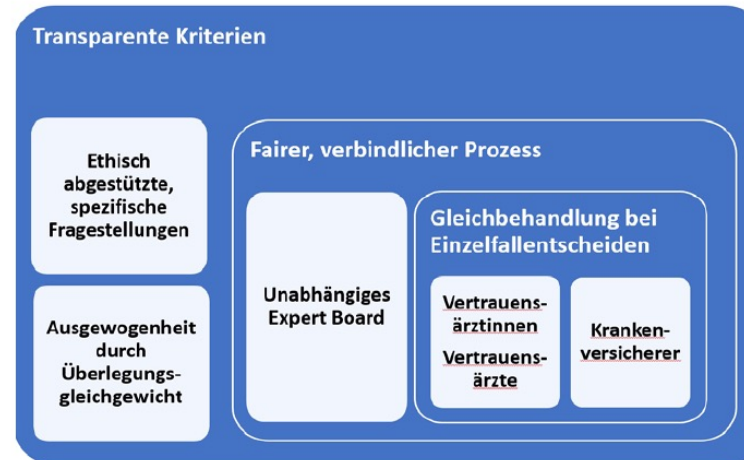 Transparente Kriterien
Ethisch
abgestützte,
spezifische
Fragestellungen
Ausgewogenheit
durch
Überlegungs-
gleichgewicht
Fairer, verbindlicher Prozess
Unabhängiges
Expert Board
Gleichbehandlung bei
Einzelfallentscheiden
Vertrauens-
ärztinnen
Vertrauens-
ärzte
Kranken-
versicherer